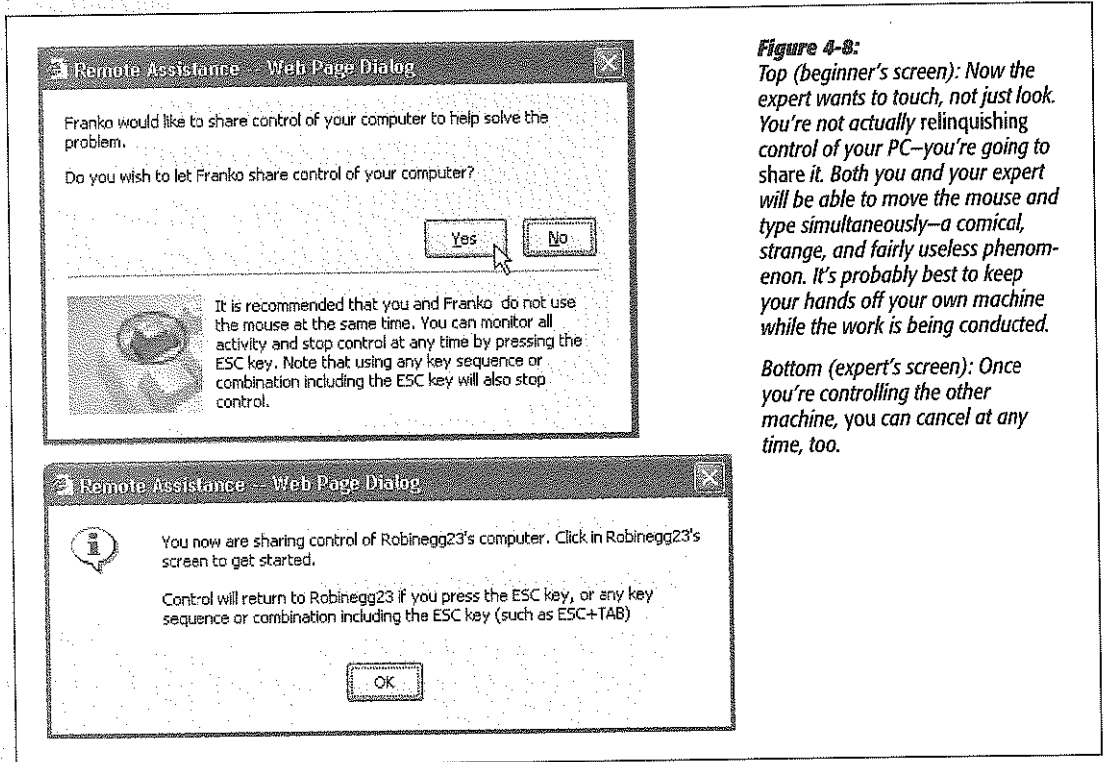 Remote Assistance -- Web Page Dialog
Franko would like to share control of your computer to help solve the
problem.
Do you wish to let Franko share control of your computer?
Yes
No
It is recommended that you and Franko do not use
the mouse at the same time. You can monitor all
activity and stop control at any time by pressing the
ESC key. Note that using any key sequence or
combination including the ESC key will also stop
control.
Remote Assistance -- Web Page Dialog
You now are sharing control of Robinegg23's computer. Click in Robinegg23's
screen to get started.
Control will return to Robinegg23 if you press the ESC key, or any key
sequence or combination including the ESC key (such as ESC+TAB)
OK
Figure 4-8:
Top (beginner's screen): Now the
expert wants to touch, not just look.
You're not actually relinquishing
control of your PC—you're going to
share it. Both you and your expert
will be able to move the mouse and
type simultaneously—a comical,
strange, and fairly useless phenom-
enon. It's probably best to keep
your hands off your own machine
while the work is being conducted.
Bottom (expert's screen): Once
you're controlling the other
machine, you can cancel at any
time, too.